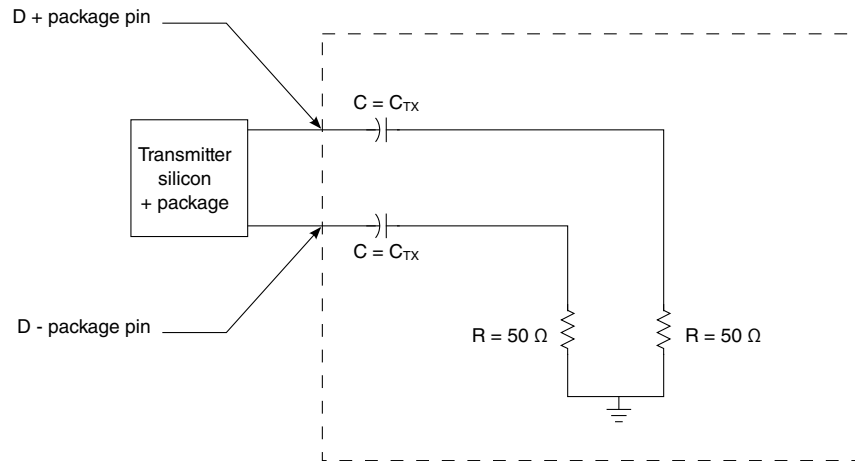 D + package pin
C = CTX
Transmitter
silicon
+ package
C = CTX
D - package pin
R = 50 Ω
R = 50 Ω